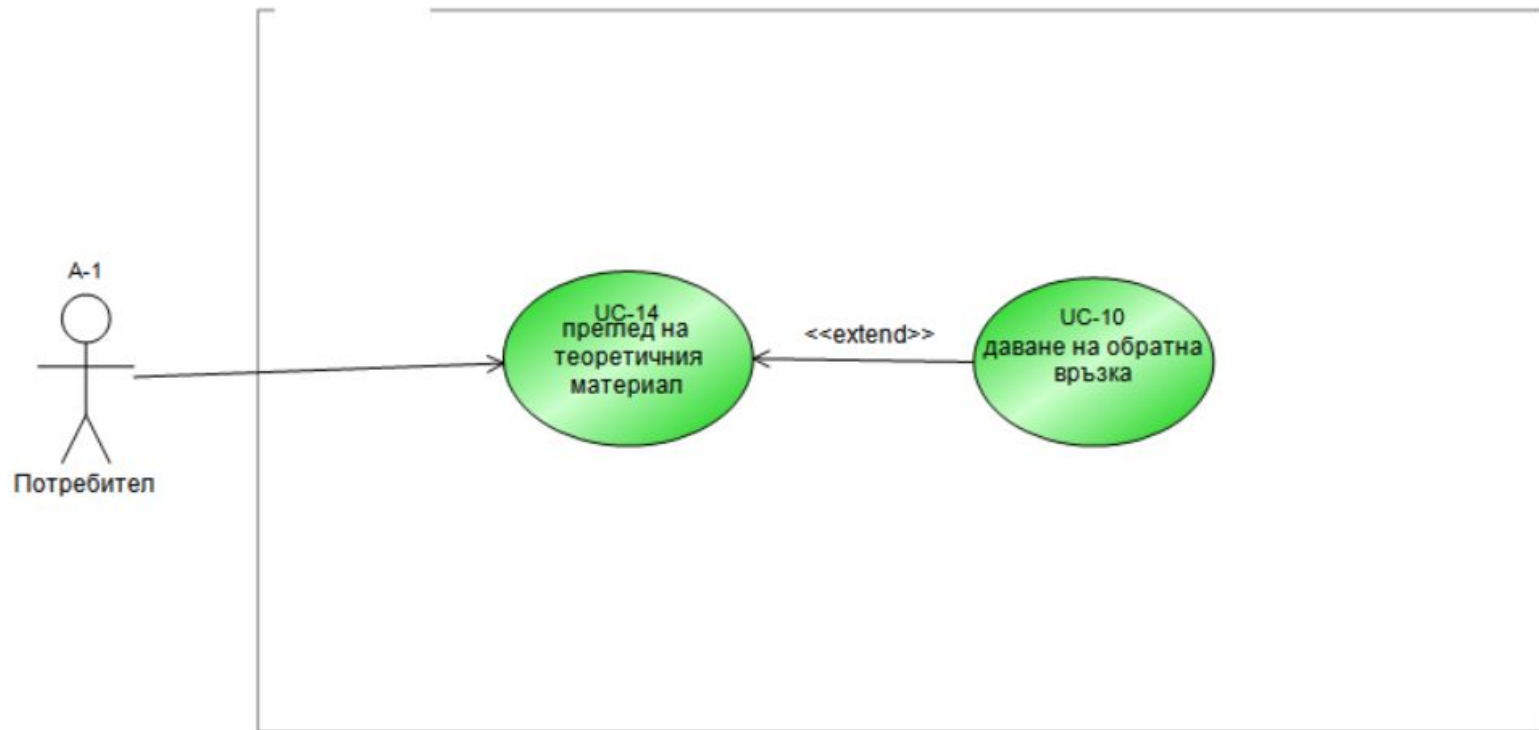 A-1
Потребител
UC-14
преглед на
теоретичния
материал
<<extend>>
UC-10
даване на обратна
връзка